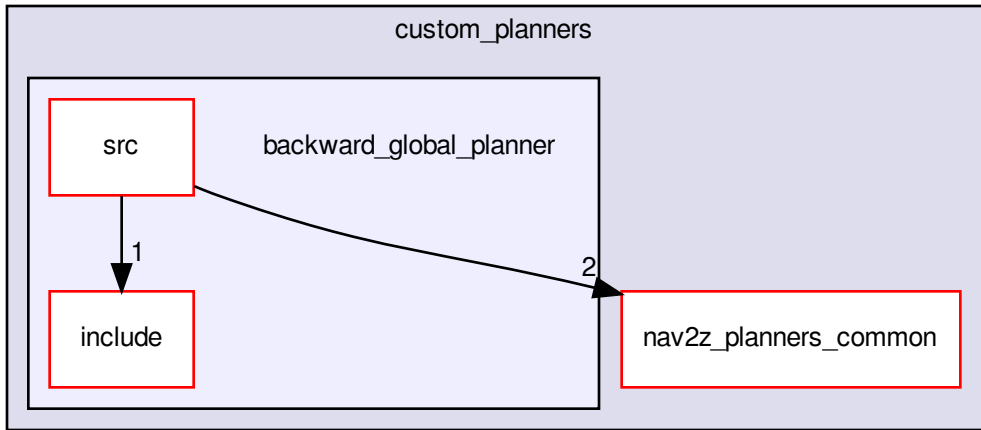 custom_planners
src
backward_global_planner
1
2
include
nav2z_planners_common